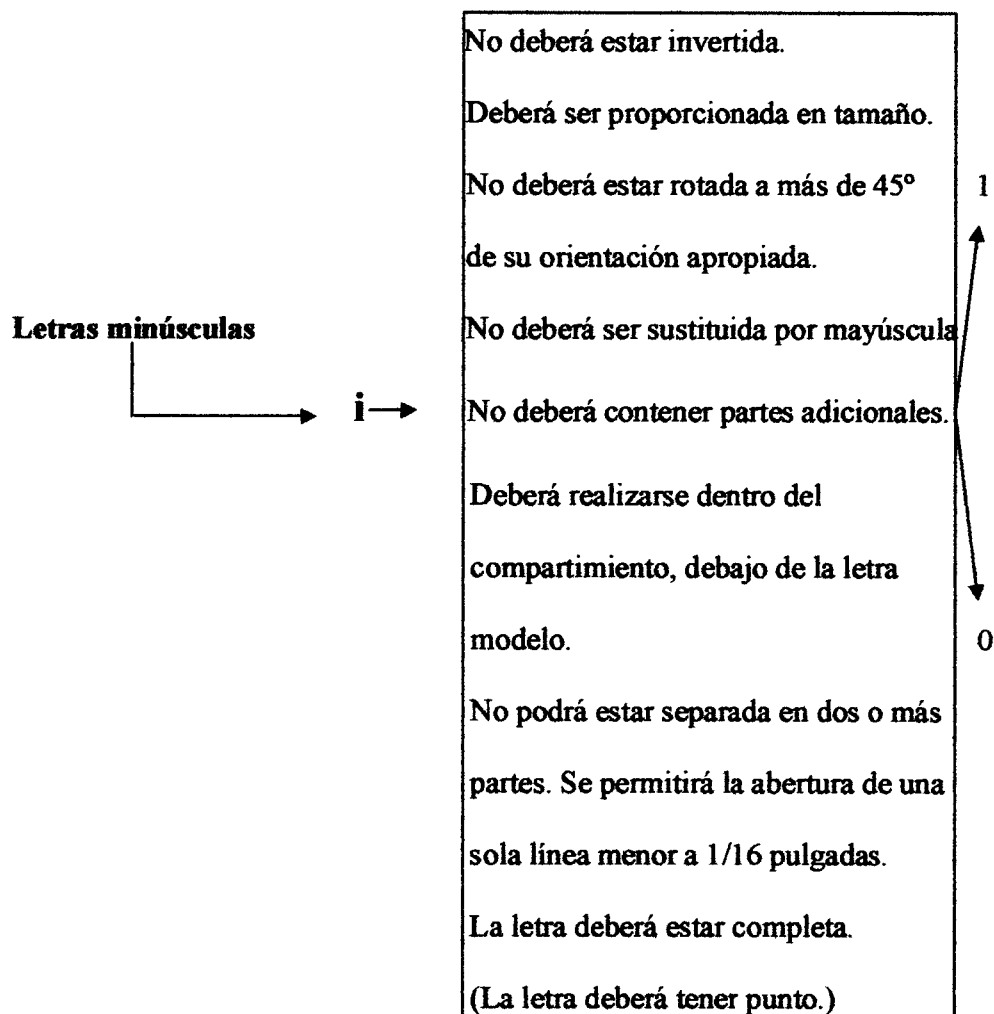 No deberá estar invertida.
Deberá ser proporcionada en tamaño.
No deberá estar rotada a más de 45º
1
de su orientación apropiada.
Letras minúsculas
No deberá ser sustituida por mayúscula
i
No deberá contener partes adicionales.
Deberá realizarse dentro del
compartimiento, debajo de la letra
modelo.
0
No podrá estar separada en dos o más
partes. Se permitirá la abertura de una
sola línea menor a 1/16 pulgadas.
La letra deberá estar completa.
(La letra deberá tener punto.)